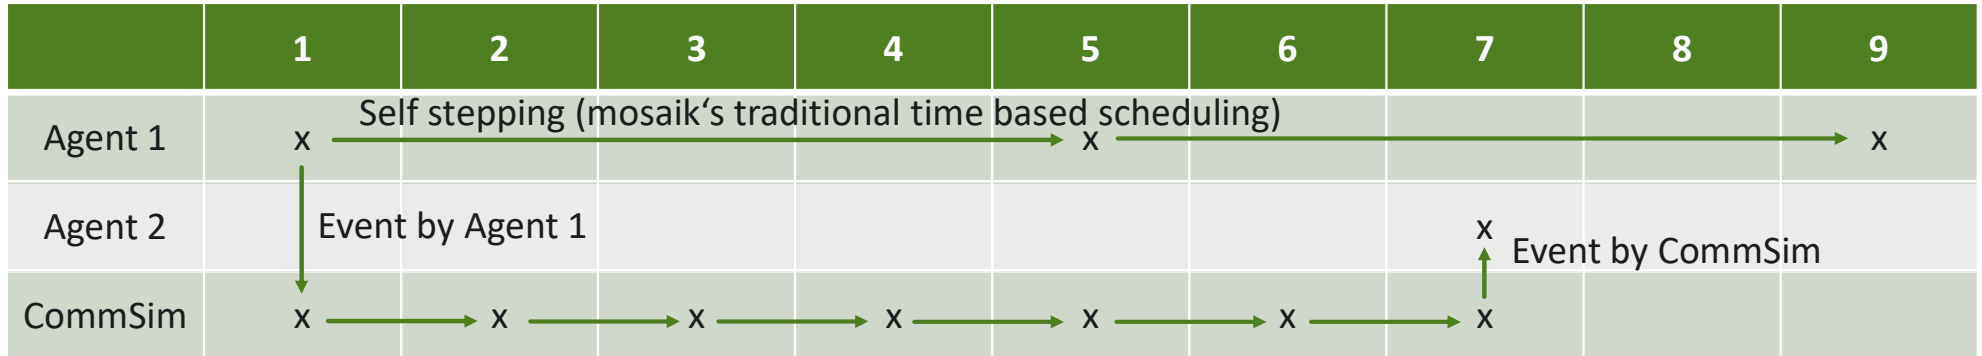 1 2 3 4 5 6 7 8 9
Self stepping (mosaik‘s traditional time based scheduling)
Agent 1 x x x
Agent 2 Event by Agent 1 x
Event by CommSim
CommSim x x x x x x x